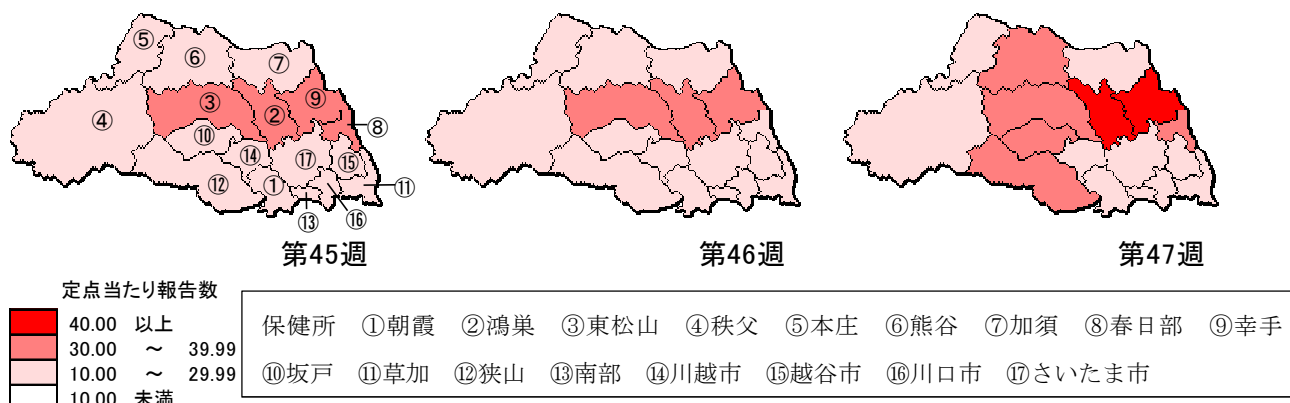 ⑤
⑥
⑦
④
③
②
⑨
⑧
⑩
⑭
⑰
⑮
⑫
①
⑪
⑬
⑯
第45週
第46週
第47週
定点当たり報告数
40.00 以上
30.00 ～ 39.99
10.00 ～ 29.99
10.00 未満
保健所 ①朝霞 ②鴻巣 ③東松山 ④秩父 ⑤本庄 ⑥熊谷 ⑦加須 ⑧春日部 ⑨幸手
⑩坂戸 ⑪草加 ⑫狭山 ⑬南部 ⑭川越市 ⑮越谷市 ⑯川口市 ⑰さいたま市